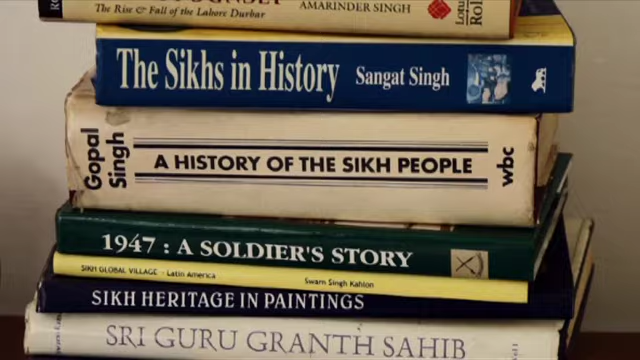 The Rise & Fall of the Lahore Durbar
AMARINDER SINGH
Lotus
Roli
The Sikhs in History Sangat Singh
Gopal Singh
A HISTORY OF THE SIKH PEOPLE
wbc
1947 : A SOLDIER'S STORY
SIKH GLOBAL VILLAGE - Latin America Swarn Singh Kahlon
SIKH HERITAGE IN PAINTINGS
SRI GURU GRANTH SAHIB